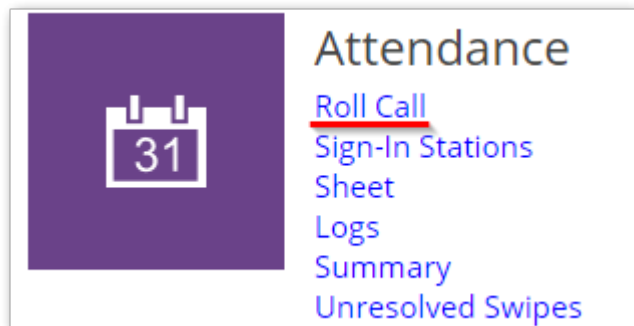 Attendance
Roll Call
31
Sign-In Stations
Sheet
Logs
Summary
Unresolved Swipes